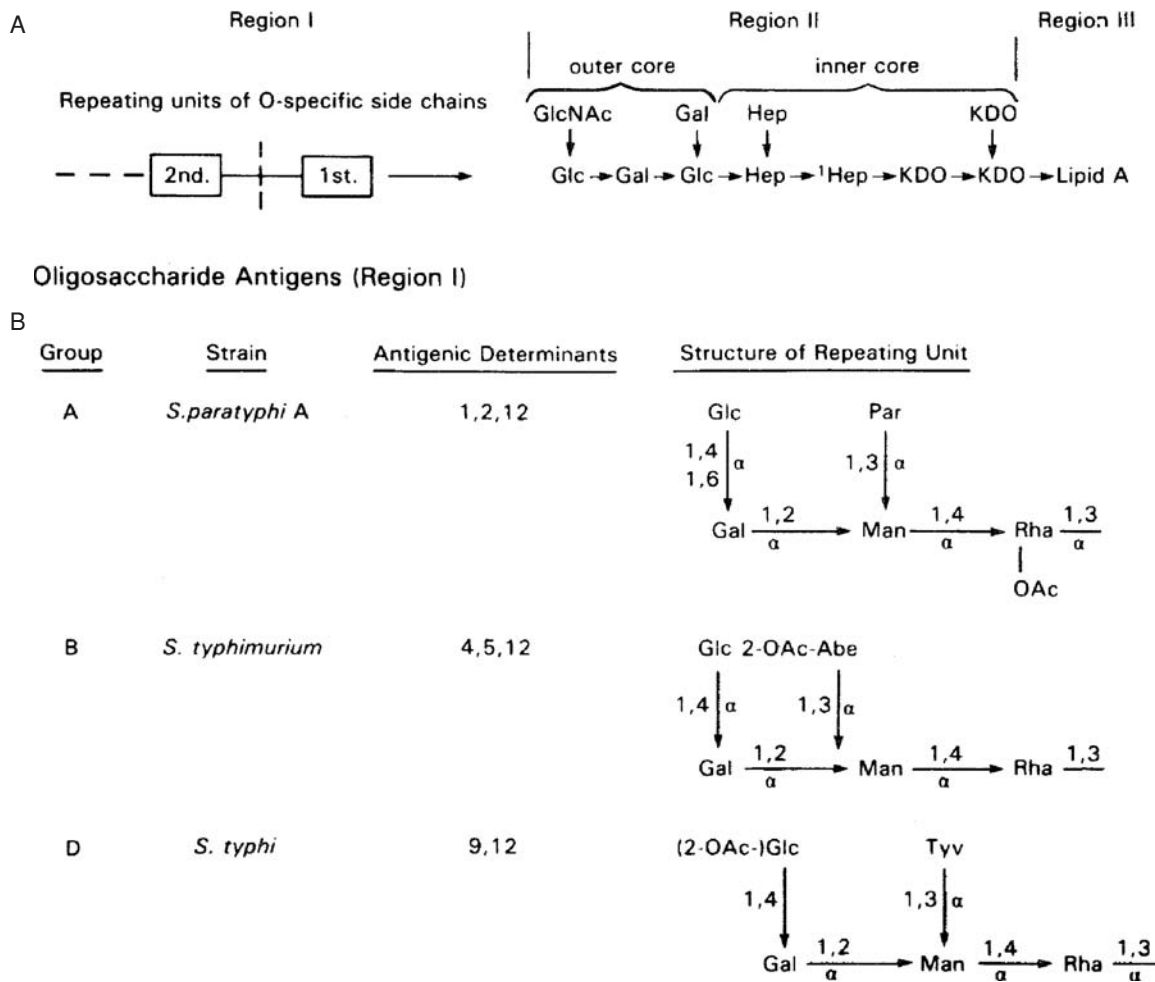 A
Region I Region II Region III
outer core inner core
Repeating units of O-specific side chains
GlcNAc Gal Hep KDO
2nd. 1st.
Glc → Gal → Glc → Hep → ¹Hep → KDO → KDO → Lipid A
Oligosaccharide Antigens (Region I)
B
Group Strain Antigenic Determinants Structure of Repeating Unit
A S.paratyphi A 1,2,12 Glc Par
1,4 α 1,3 α
1,6
Gal 1,2 α Man 1,4 α Rha 1,3 α
OAc
B S. typhimurium 4,5,12 Glc 2-OAc-Abe
1,4 α 1,3 α
Gal 1,2 α Man 1,4 α Rha 1,3
D S. typhi 9,12 (2-OAc-)Glc Tyv
1,4 1,3 α
Gal 1,2 α Man 1,4 α Rha 1,3 α